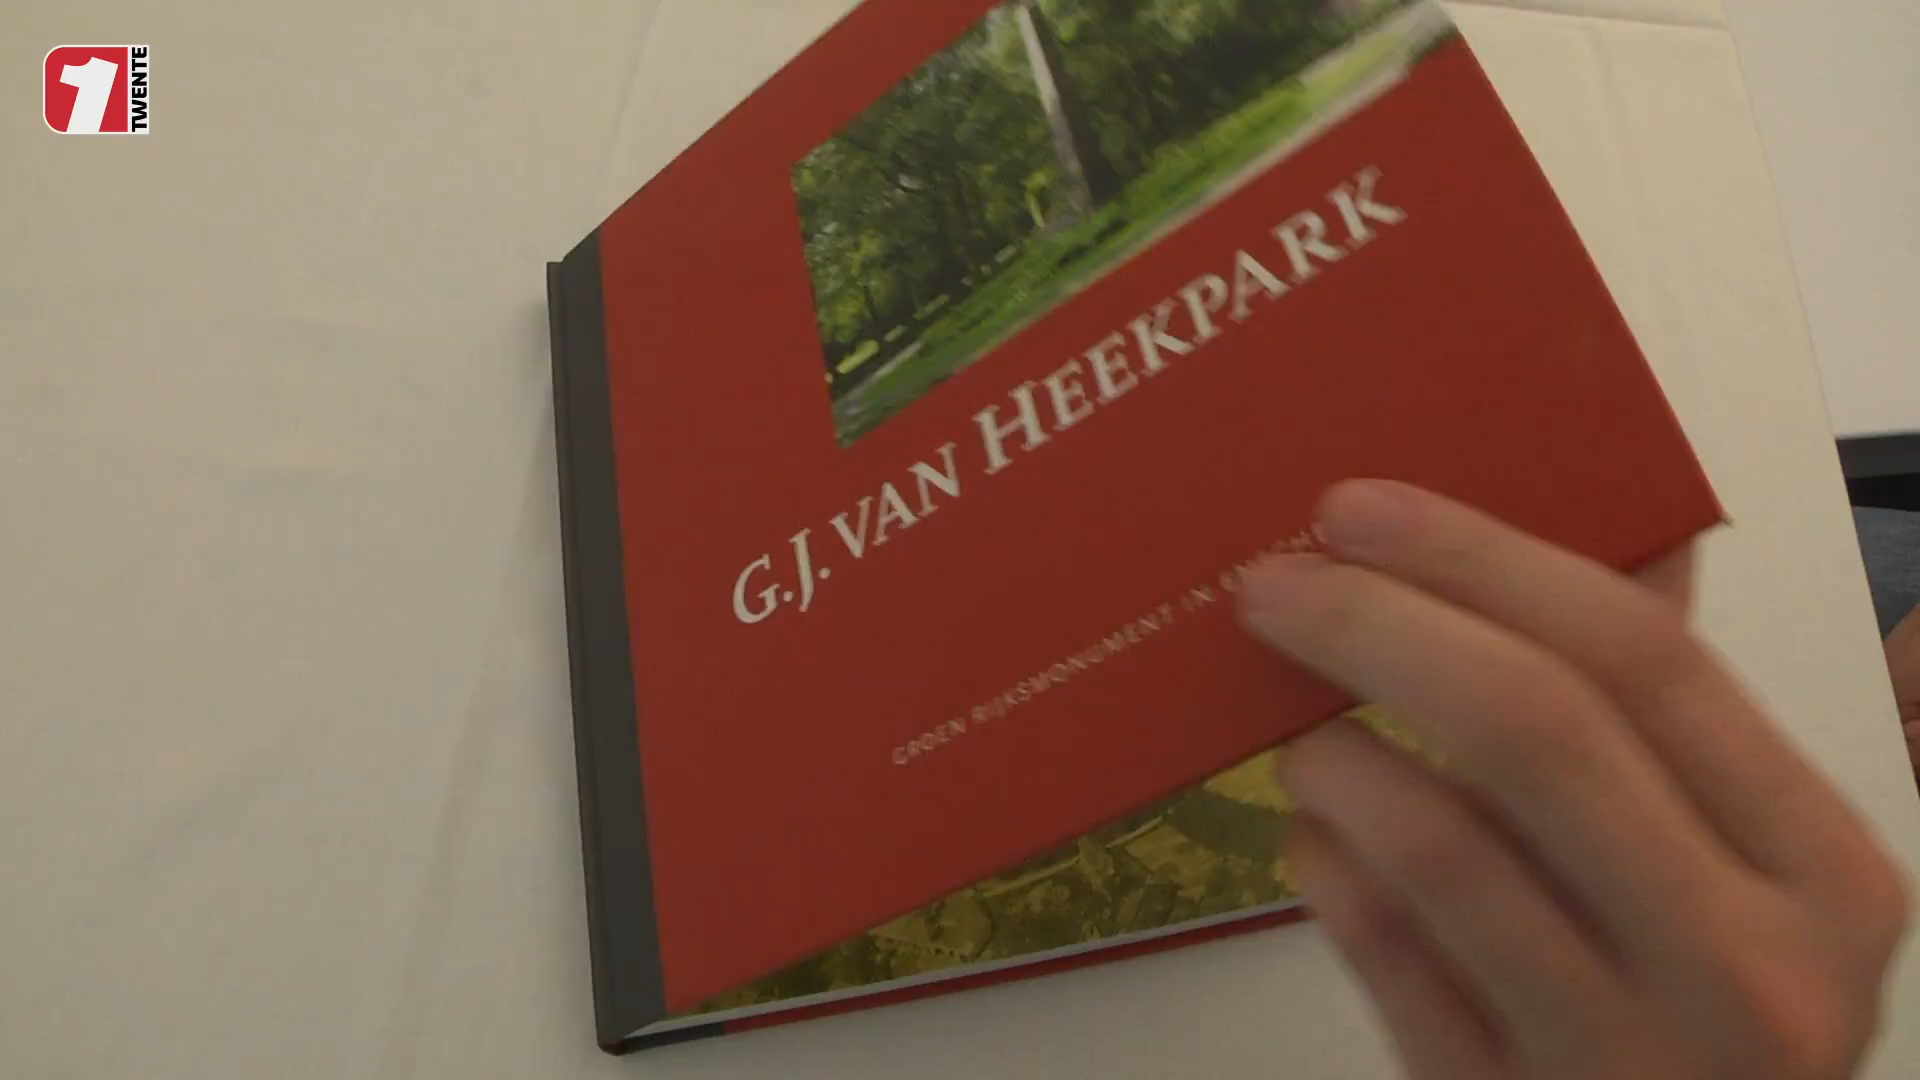 1
TWENTE
G.J. VAN HEEKPARK
GROEN RIJKSMONUMENT IN